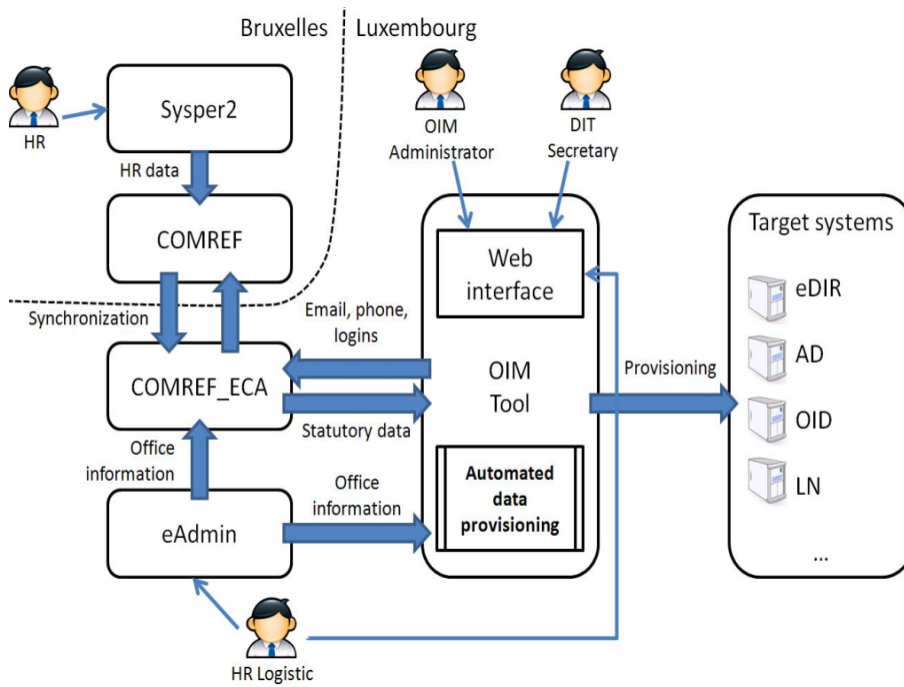 Bruxelles
Luxembourg
HR
Sysper2
OIM
Administrator
DIT
Secretary
HR data
COMREF
Web
interface
Target systems
eDIR
AD
OID
LN
...
Synchronization
Email, phone,
logins
COMREF_ECA
OIM
Tool
Provisioning
Statutory data
Office
information
Office
information
Automated
data
provisioning
eAdmin
HR Logistic